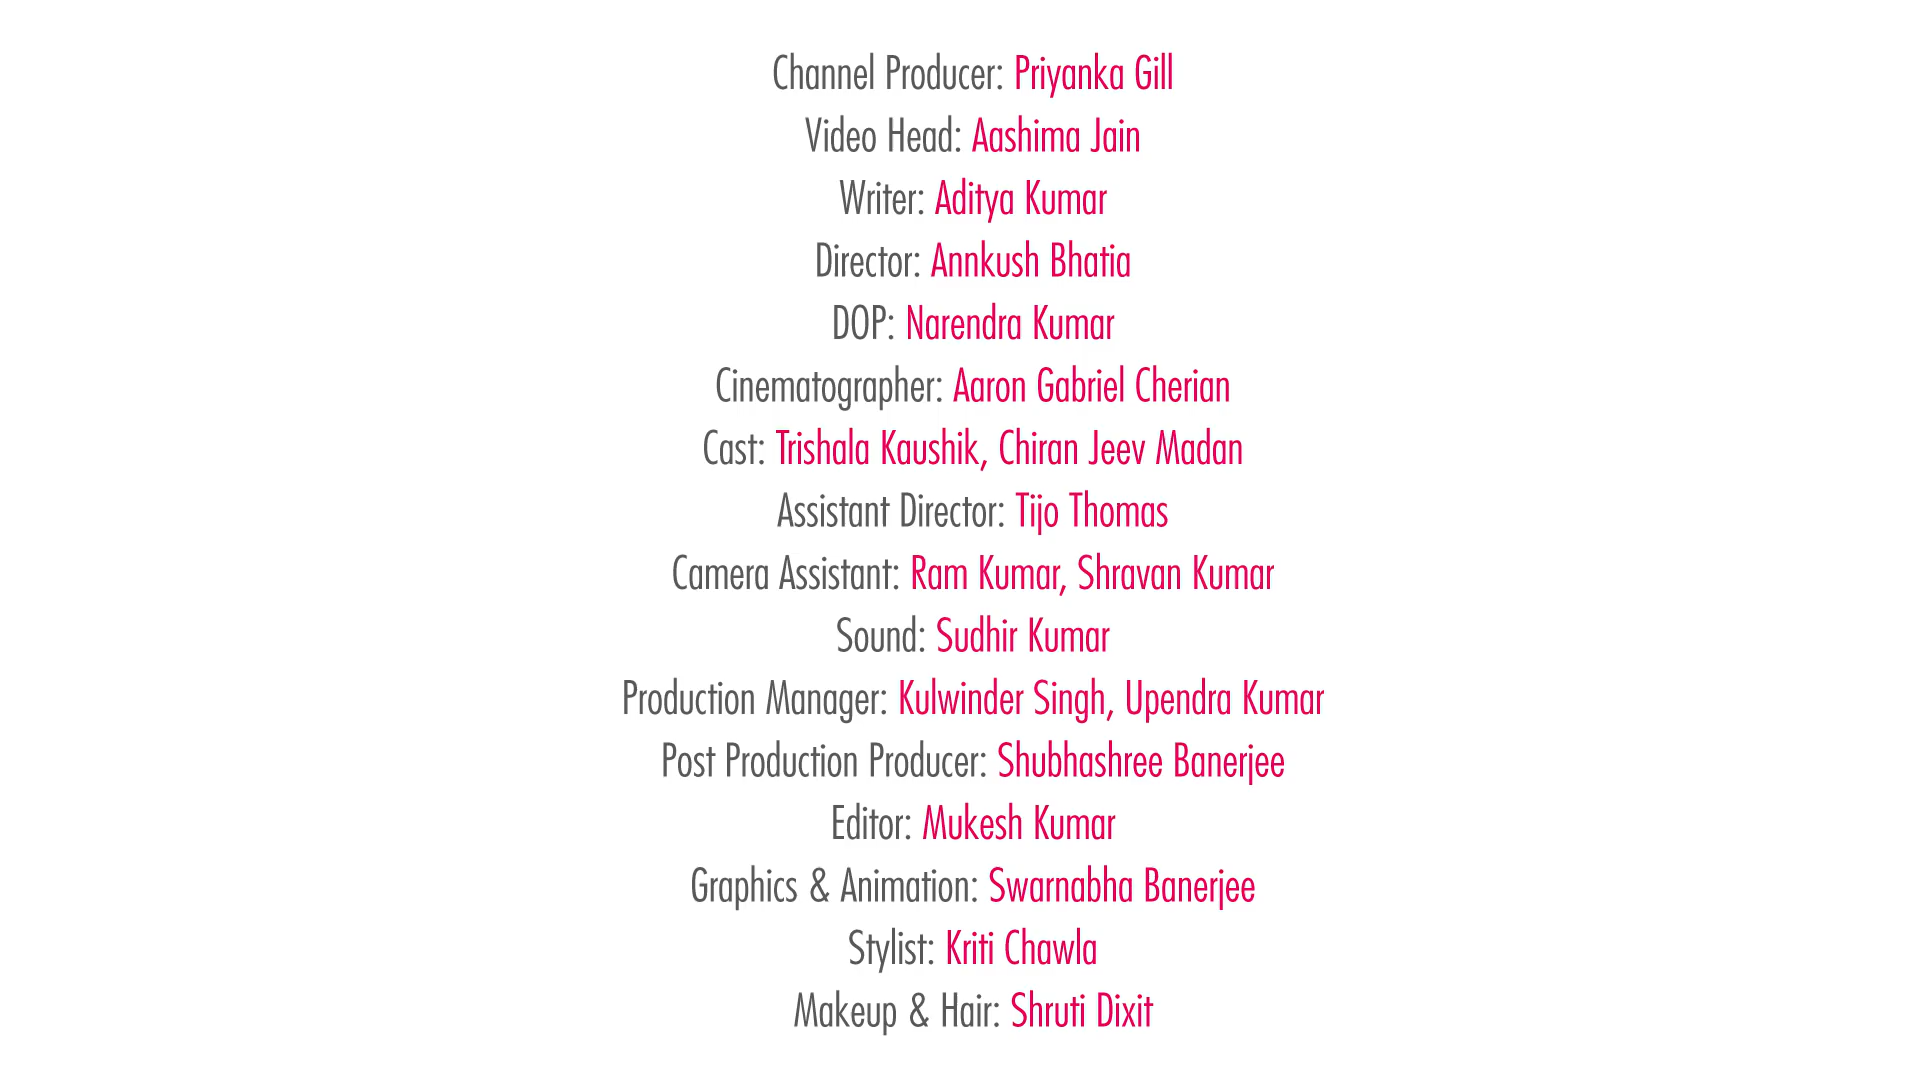 Channel Producer: Priyanka Gill
Video Head: Aashima Jain
Writer: Aditya Kumar
Director: Annkush Bhatia
DOP: Narendra Kumar
Cinematographer: Aaron Gabriel Cherian
Cast: Trishala Kaushik, Chiran Jeev Madan
Assistant Director: Tijo Thomas
Camera Assistant: Ram Kumar, Shravan Kumar
Sound: Sudhir Kumar
Production Manager: Kulwinder Singh, Upendra Kumar
Post Production Producer: Shubhashree Banerjee
Editor: Mukesh Kumar
Graphics & Animation: Swarnabha Banerjee
Stylist: Kriti Chawla
Makeup & Hair: Shruti Dixit